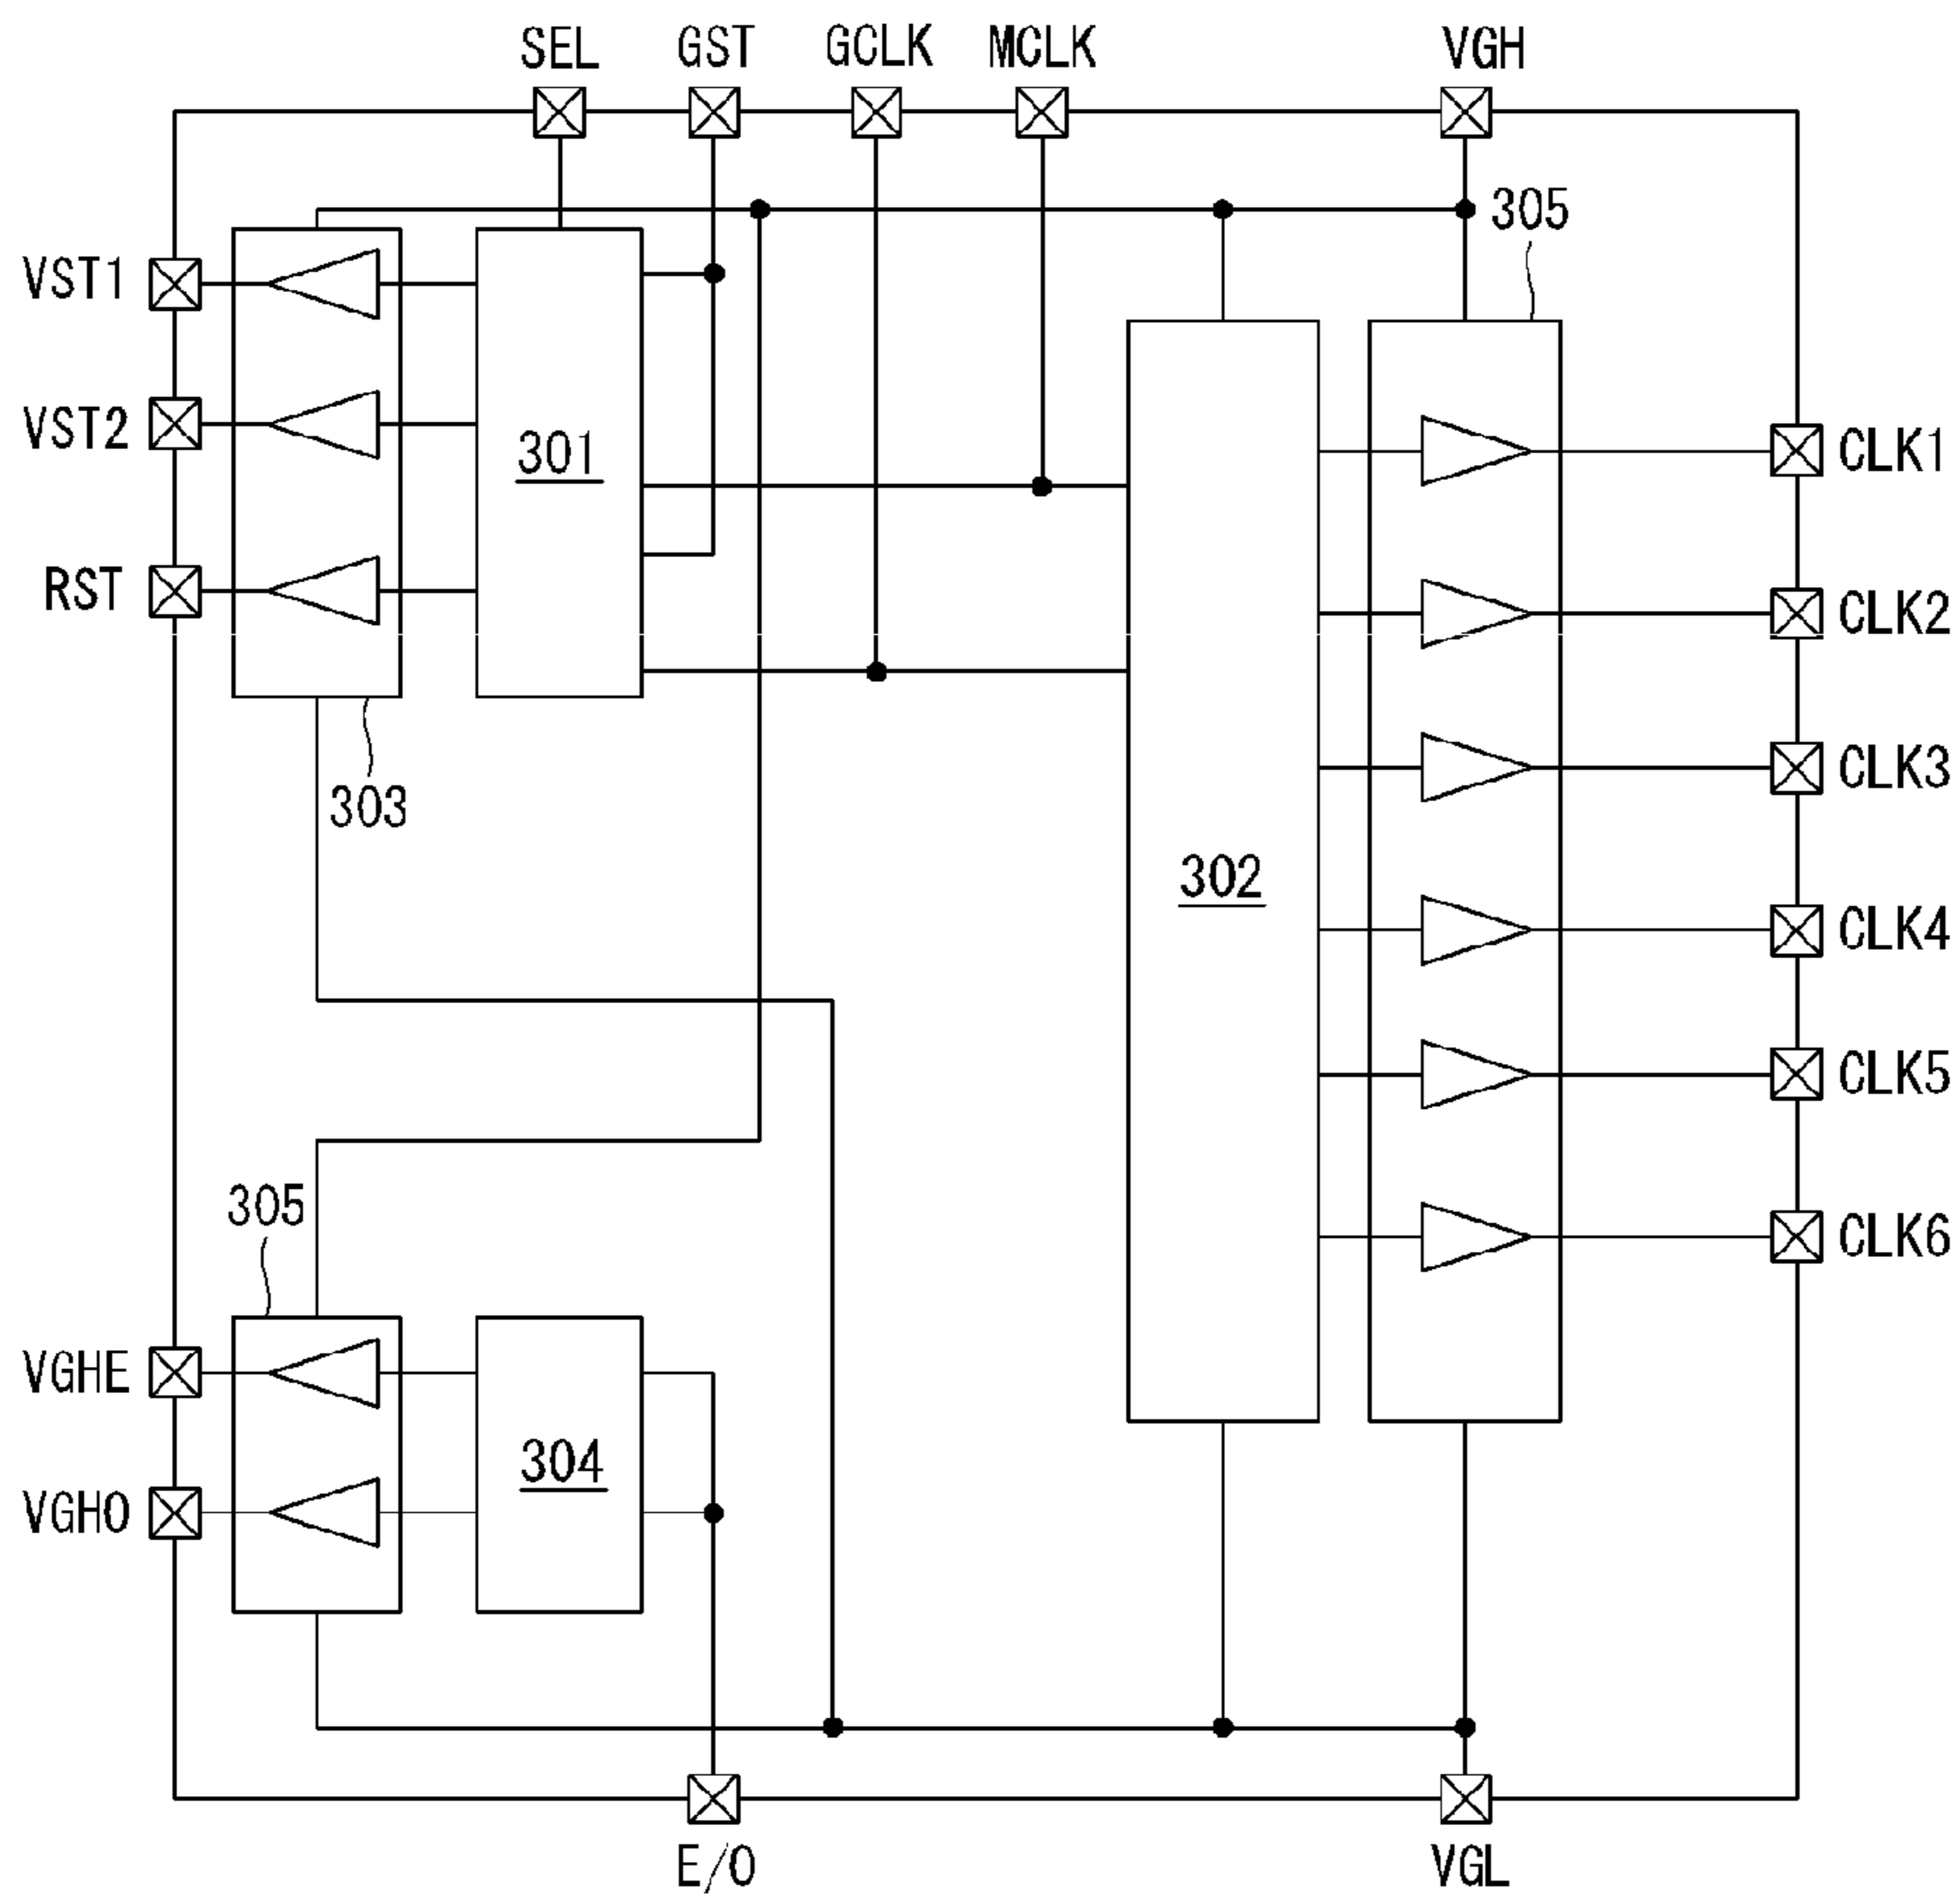 SEL GST GCLK MCLK VGH
305
VST1
VST2
301
CLK1
RST
CLK2
303
CLK3
302
CLK4
CLK5
305
CLK6
VGHE
304
VGHO
E/O
VGL